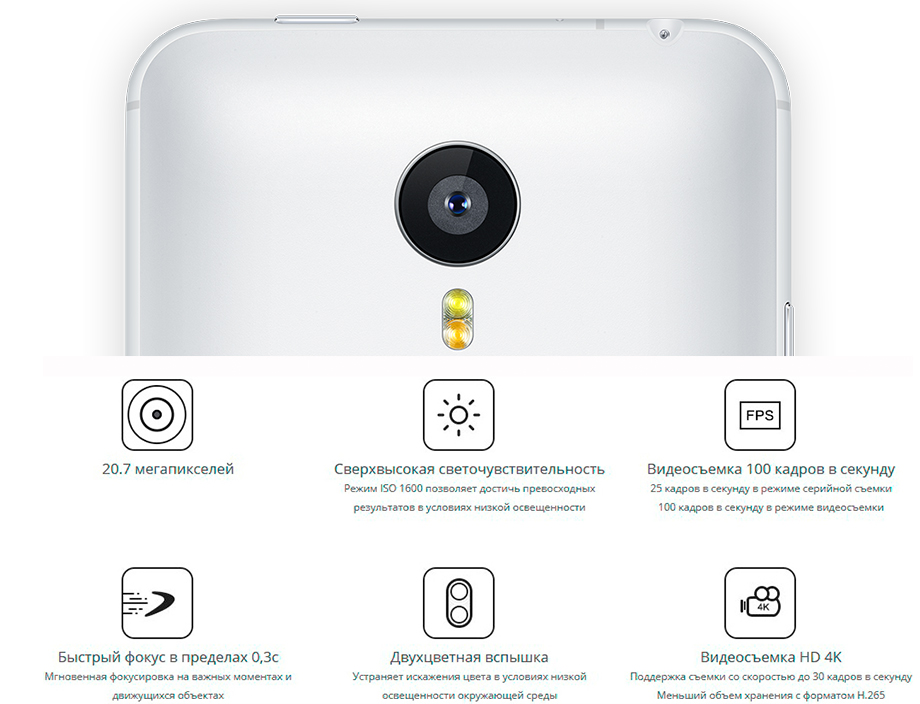 FPS
20.7 мегапикселей
Сверхвысокая светочувствительность
Режим ISO 1600 позволяет достичь превосходных
результатов в условиях низкой освещенности
Видеосъемка 100 кадров в секунду
25 кадров в секунду в режиме серийной съемки
100 кадров в секунду в режиме видеосъемки
4K
Быстрый фокус в пределах 0,3с
Мгновенная фокусировка на важных моментах и
движущихся объектах
Двухцветная вспышка
Устраняет искажения цвета в условиях низкой
освещенности окружающей среды
Видеосъемка HD 4K
Поддержка съемки со скоростью до 30 кадров в секунду
Меньший объем хранения с форматом H.265